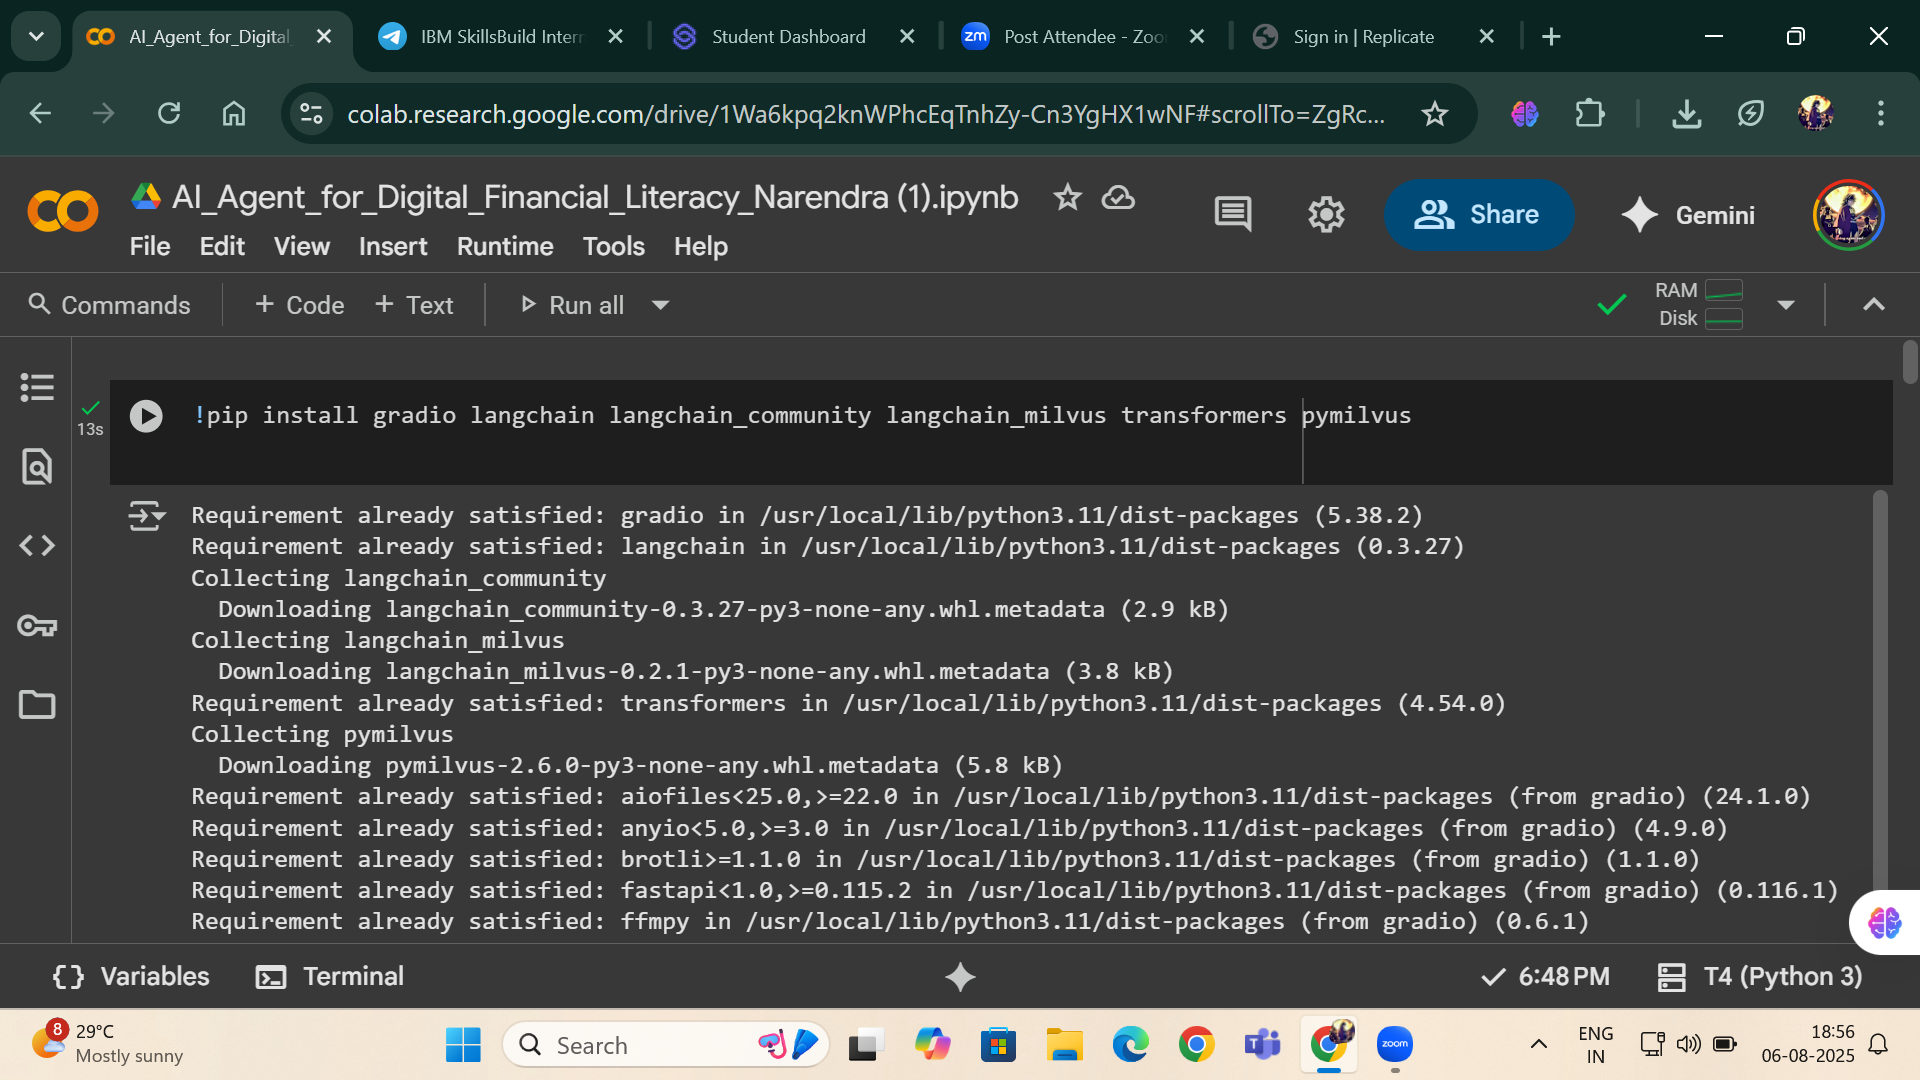 AI_Agent_for_Digital
IBM SkillsBuild Intern
zm
Post Attendee - Zoo
Student Dashboard
Sign in | Replicate
colab.research.google.com/drive/1Wa6kpq2knWPhcEqTnhZy-Cn3YgHX1wNF#scrollTo=ZgRc...
AI_Agent_for_Digital_Financial_Literacy_Narendra (1).ipynb
File Edit View Insert Runtime Tools Help
Share
Gemini
Commands + Code + Text Run all
RAM
Disk
13s
!pip install gradio langchain langchain_community langchain_milvus transformers pymilvus
Requirement already satisfied: gradio in /usr/local/lib/python3.11/dist-packages (5.38.2)
Requirement already satisfied: langchain in /usr/local/lib/python3.11/dist-packages (0.3.27)
Collecting langchain_community
Downloading langchain_community-0.3.27-py3-none-any.whl.metadata (2.9 kB)
Collecting langchain_milvus
Downloading langchain_milvus-0.2.1-py3-none-any.whl.metadata (3.8 kB)
Requirement already satisfied: transformers in /usr/local/lib/python3.11/dist-packages (4.54.0)
Collecting pymilvus
Downloading pymilvus-2.6.0-py3-none-any.whl.metadata (5.8 kB)
Requirement already satisfied: aiofiles<25.0,>=22.0 in /usr/local/lib/python3.11/dist-packages (from gradio) (24.1.0)
Requirement already satisfied: anyio<5.0,>=3.0 in /usr/local/lib/python3.11/dist-packages (from gradio) (4.9.0)
Requirement already satisfied: brotli>=1.1.0 in /usr/local/lib/python3.11/dist-packages (from gradio) (1.1.0)
Requirement already satisfied: fastapi<1.0,>=0.115.2 in /usr/local/lib/python3.11/dist-packages (from gradio) (0.116.1)
Requirement already satisfied: ffmpy in /usr/local/lib/python3.11/dist-packages (from gradio) (0.6.1)
{} Variables Terminal
6:48 PM T4 (Python 3)
8
29°C
Mostly sunny
Search
zoom
ENG
IN
18:56
06-08-2025